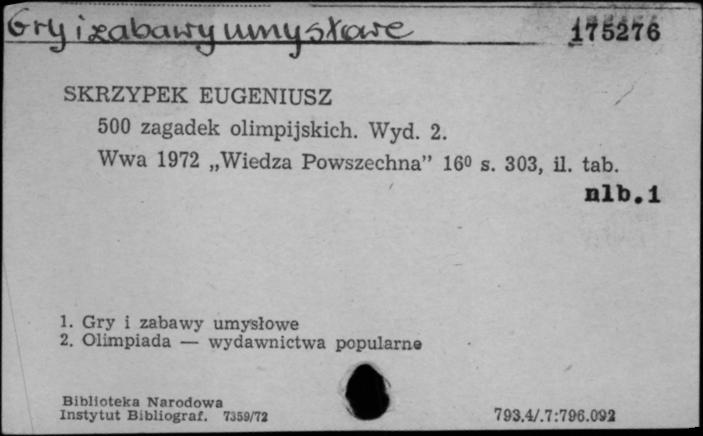 Gry i zabawy umysłowe
175276
SKRZYPEK EUGENIUSZ
500 zagadek olimpijskich. Wyd. 2.
Wwa 1972 „Wiedza Powszechna” 16⁰ s. 303, il. tab.
nlb.1
1. Gry i zabawy umysłowe
2. Olimpiada — wydawnictwa popularne
Biblioteka Narodowa
Instytut Bibliograf. 7359/72
793.4/.7:796.092